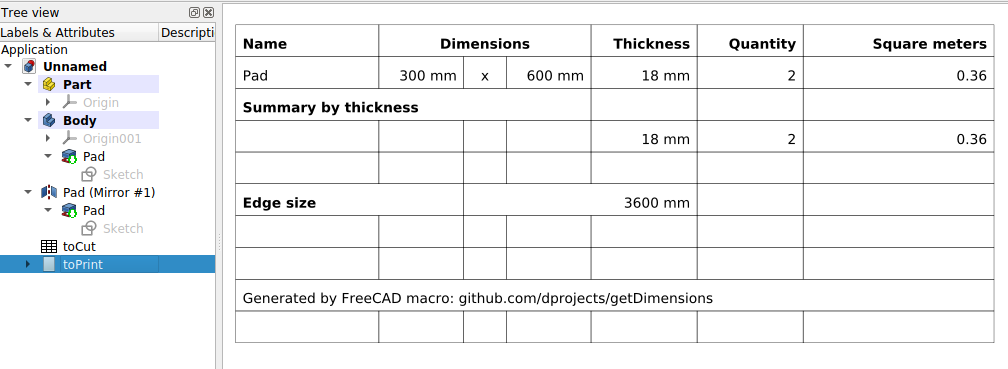 Tree view
Labels & Attributes Descripti
Application
Unnamed
Part
Origin
Body
Origin001
Pad
Sketch
Pad (Mirror #1)
Pad
Sketch
toCut
toPrint
Name Dimensions Thickness Quantity Square meters
Pad 300 mm x 600 mm 18 mm 2 0.36
Summary by thickness
18 mm 2 0.36
Edge size 3600 mm
Generated by FreeCAD macro: github.com/dprojects/getDimensions